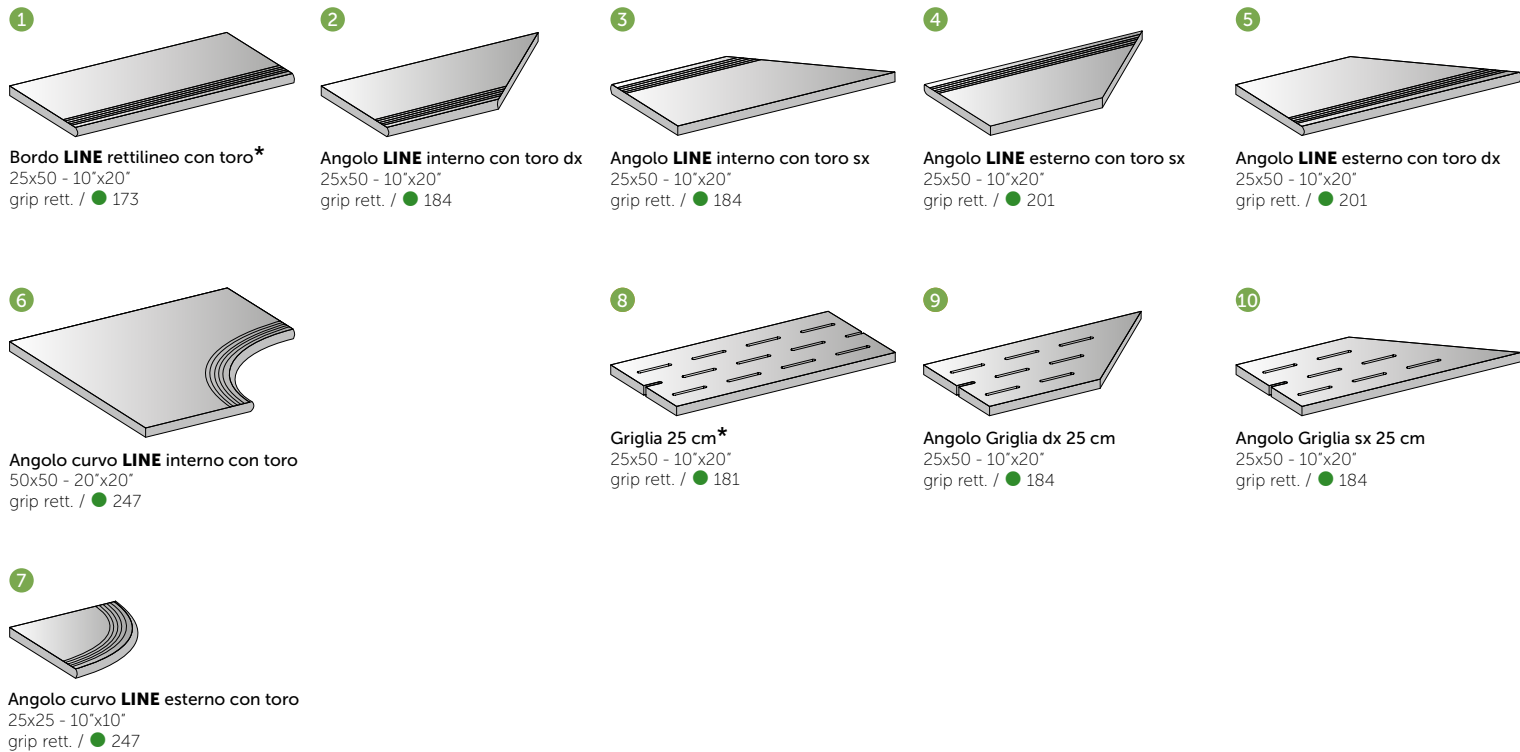 1
Bordo LINE rettilineo con toro*
25x50 - 10"x20"
grip rett. / ● 173
2
Angolo LINE interno con toro dx
25x50 - 10"x20"
grip rett. / ● 184
3
Angolo LINE interno con toro sx
25x50 - 10"x20"
grip rett. / ● 184
4
Angolo LINE esterno con toro sx
25x50 - 10"x20"
grip rett. / ● 201
5
Angolo LINE esterno con toro dx
25x50 - 10"x20"
grip rett. / ● 201
6
Angolo curvo LINE interno con toro
50x50 - 20"x20"
grip rett. / ● 247
8
Griglia 25 cm*
25x50 - 10"x20"
grip rett. / ● 181
9
Angolo Griglia dx 25 cm
25x50 - 10"x20"
grip rett. / ● 184
10
Angolo Griglia sx 25 cm
25x50 - 10"x20"
grip rett. / ● 184
7
Angolo curvo LINE esterno con toro
25x25 - 10"x10"
grip rett. / ● 247